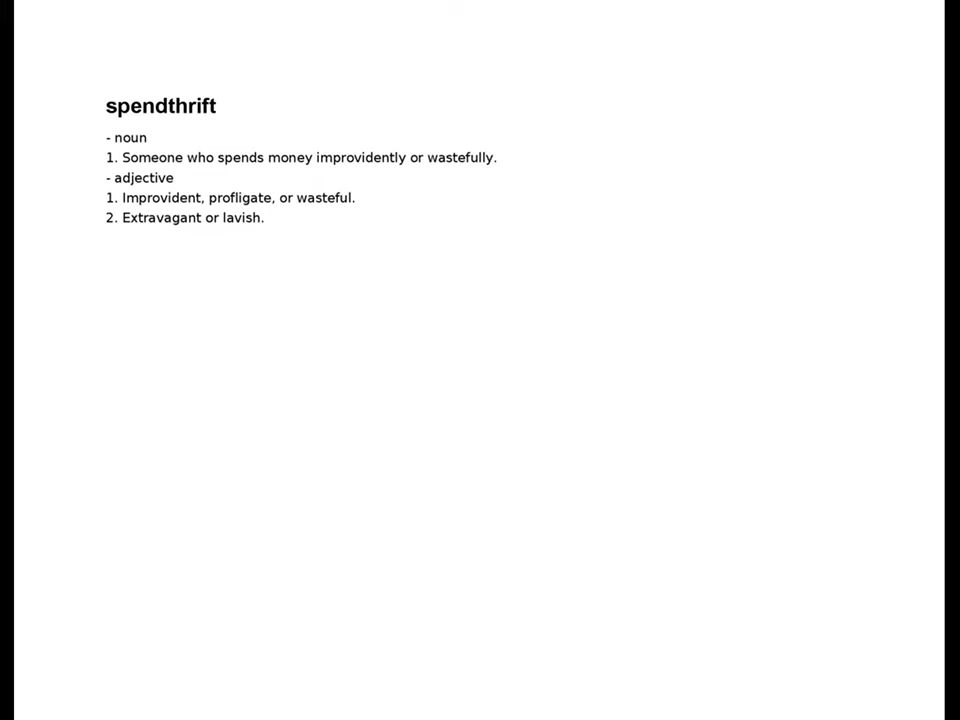 spendthrift
- noun
1. Someone who spends money improvidently or wastefully.
- adjective
1. Improvident, profligate, or wasteful.
2. Extravagant or lavish.